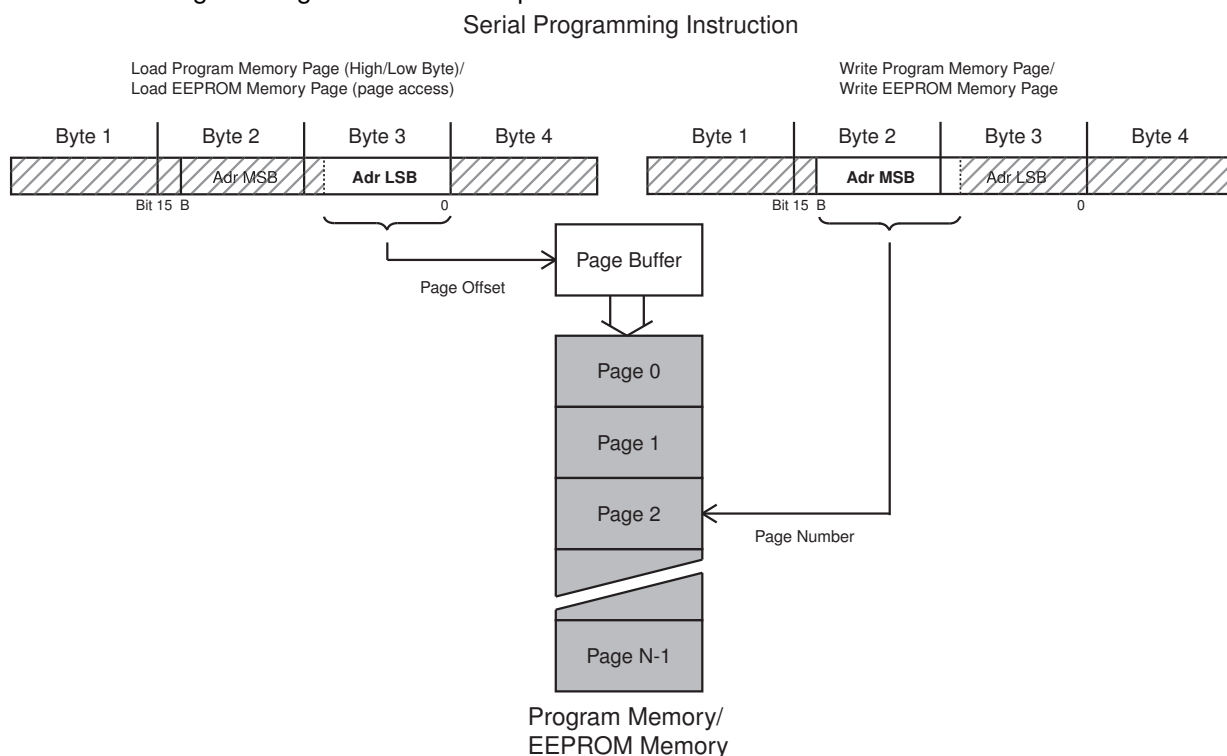 Serial Programming Instruction
Load Program Memory Page (High/Low Byte)/
Load EEPROM Memory Page (page access)
Write Program Memory Page/
Write EEPROM Memory Page
Byte 1 Byte 2 Byte 3 Byte 4
Byte 1 Byte 2 Byte 3 Byte 4
Adr MSB Adr LSB
Adr MSB Adr LSB
Bit 15 B 0
Bit 15 B 0
Page Buffer
Page Offset
Page 0
Page 1
Page 2
Page Number
Page N-1
Program Memory/
EEPROM Memory